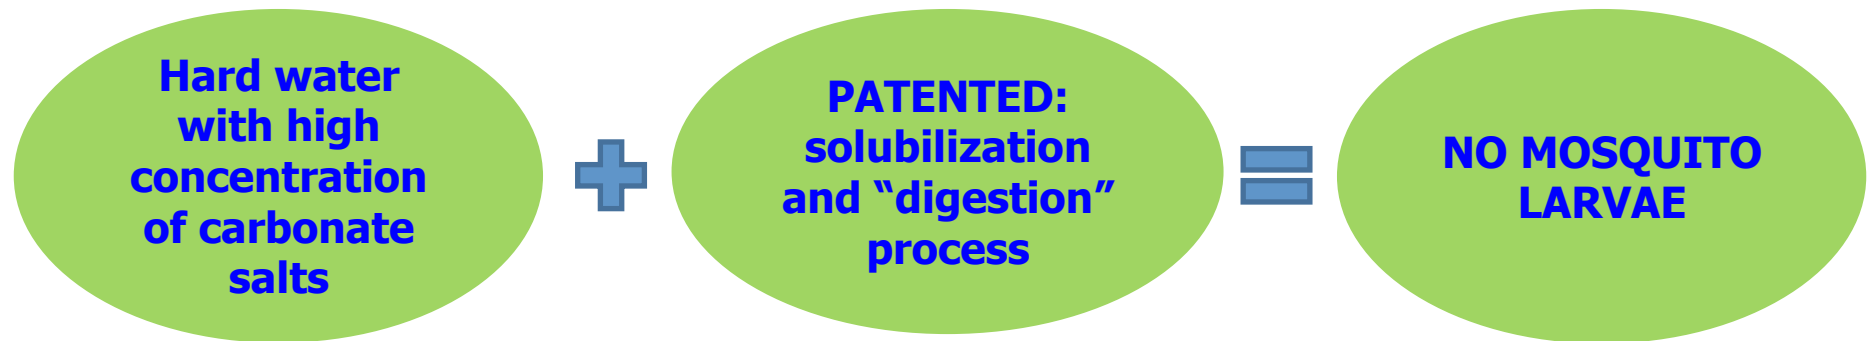 Hard water
with high
concentration
of carbonate
salts
PATENTED:
solubilization
and “digestion”
process
NO MOSQUITO
LARVAE